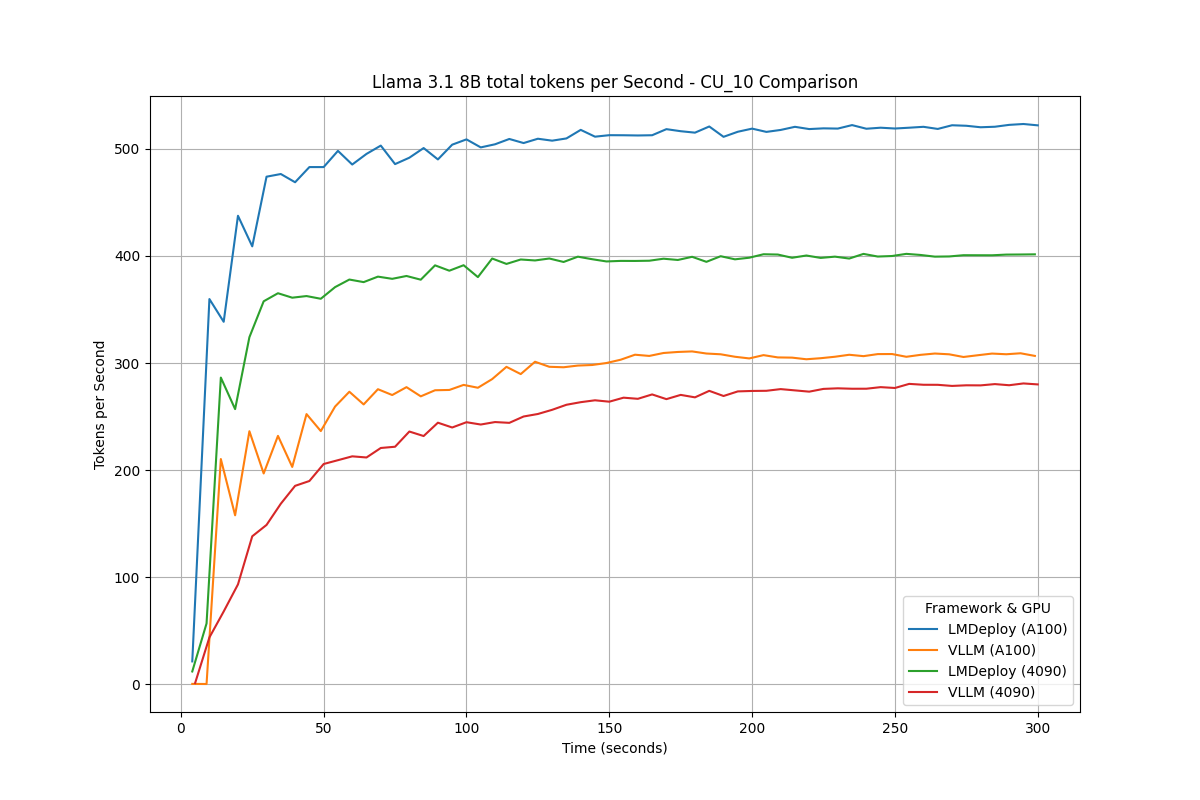 Llama 3.1 8B total tokens per Second - CU_10 Comparison
Tokens per Second
500
400
300
200
100
0
0 50 100 150 200 250 300
Time (seconds)
Framework & GPU
LMDeploy (A100)
VLLM (A100)
LMDeploy (4090)
VLLM (4090)